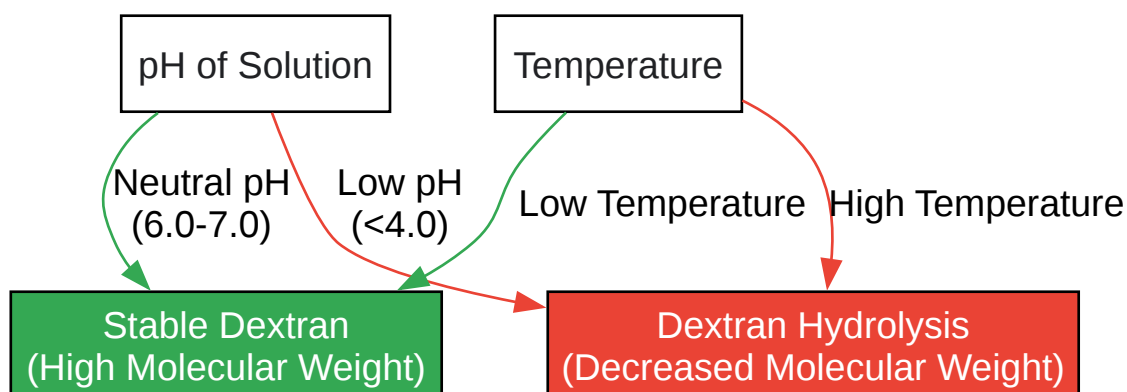 pH of Solution
Temperature
Neutral pH
(6.0-7.0)
Low pH
(<4.0)
Low Temperature
High Temperature
Stable Dextran
(High Molecular Weight)
Dextran Hydrolysis
(Decreased Molecular Weight)